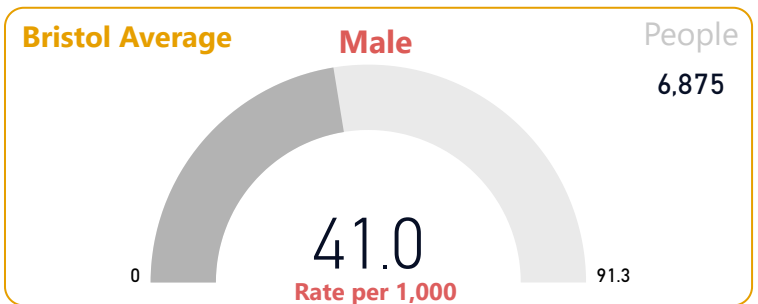 Bristol Average
Male
People
6,875
41.0
0
91.3
Rate per 1,000